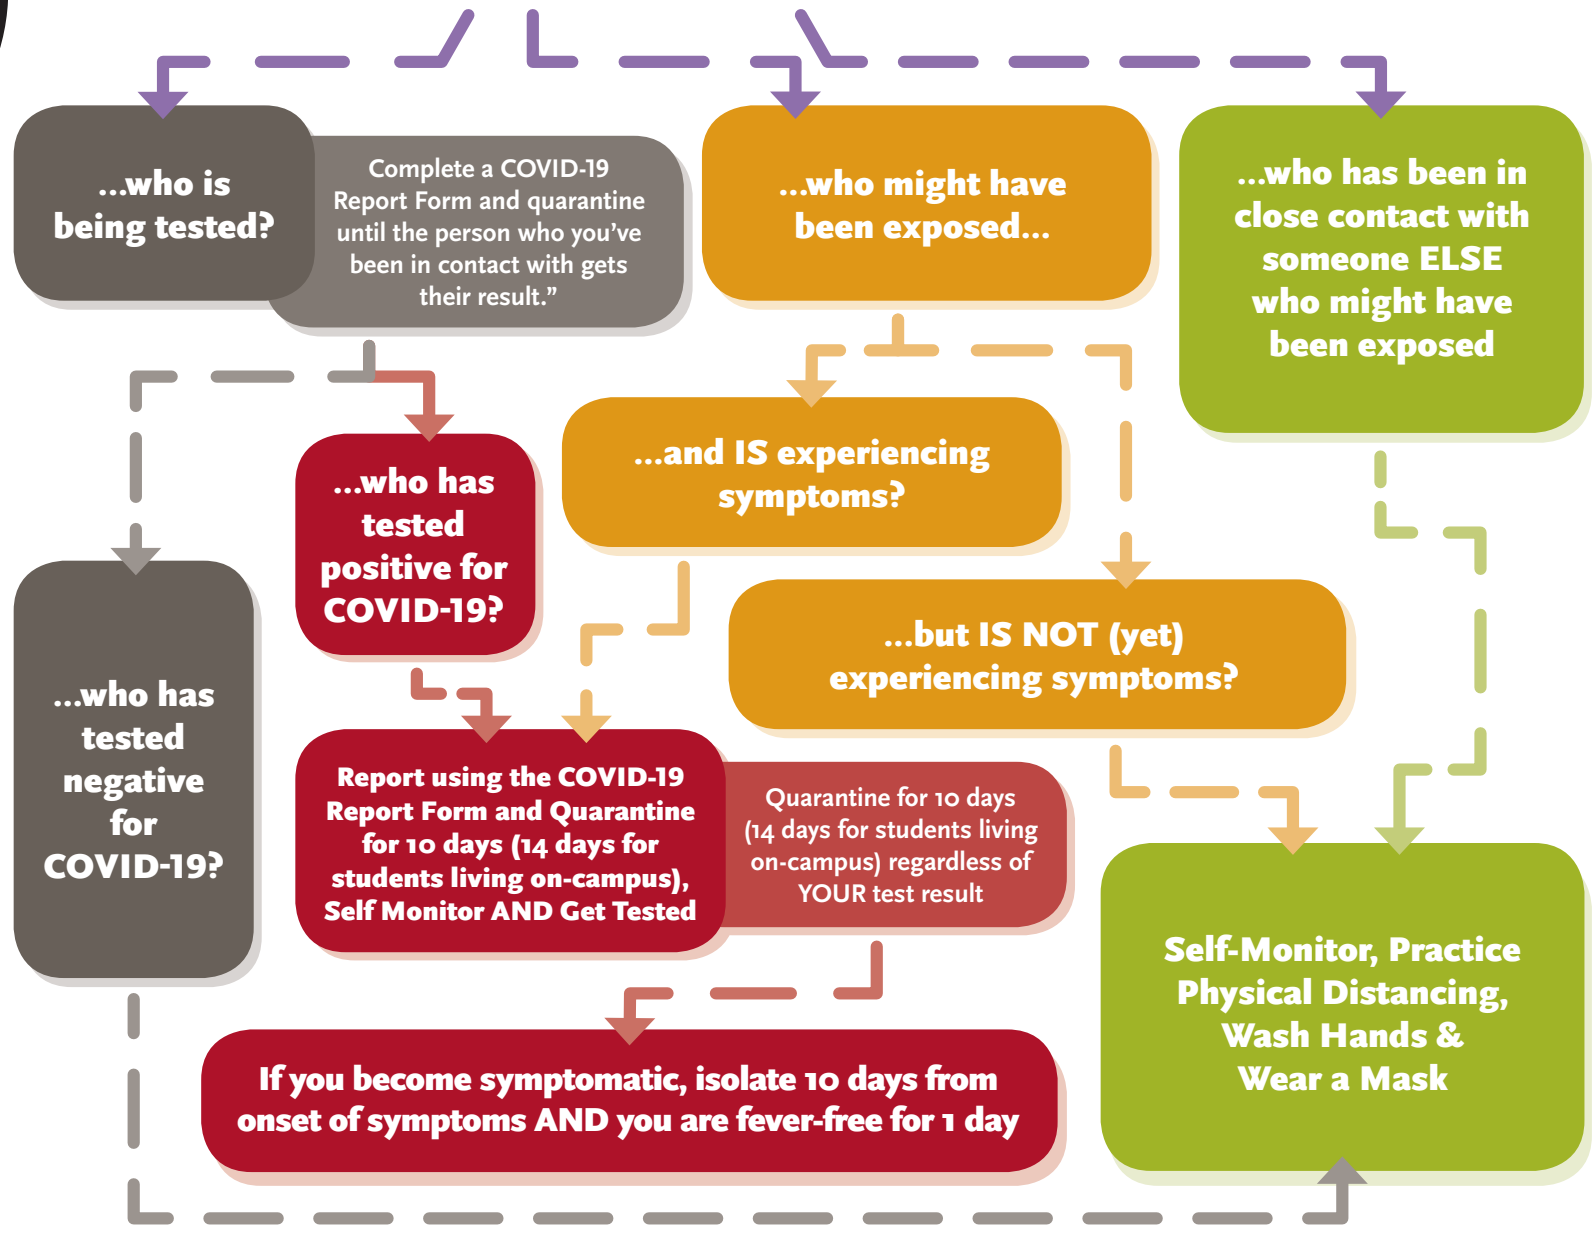 ...who is
being tested?
Complete a COVID-19
Report Form and quarantine
until the person who you’ve
been in contact with gets
their result.”
...who might have
been exposed...
...who has been in
close contact with
someone ELSE
who might have
been exposed
...and IS experiencing
symptoms?
...who has
tested
positive for
COVID-19?
...but IS NOT (yet)
experiencing symptoms?
...who has
tested
negative
for
COVID-19?
Report using the COVID-19
Report Form and Quarantine
for 10 days (14 days for
students living on-campus),
Self Monitor AND Get Tested
Quarantine for 10 days
(14 days for students living
on-campus) regardless of
YOUR test result
Self-Monitor, Practice
Physical Distancing,
Wash Hands &
Wear a Mask
If you become symptomatic, isolate 10 days from
onset of symptoms AND you are fever-free for 1 day